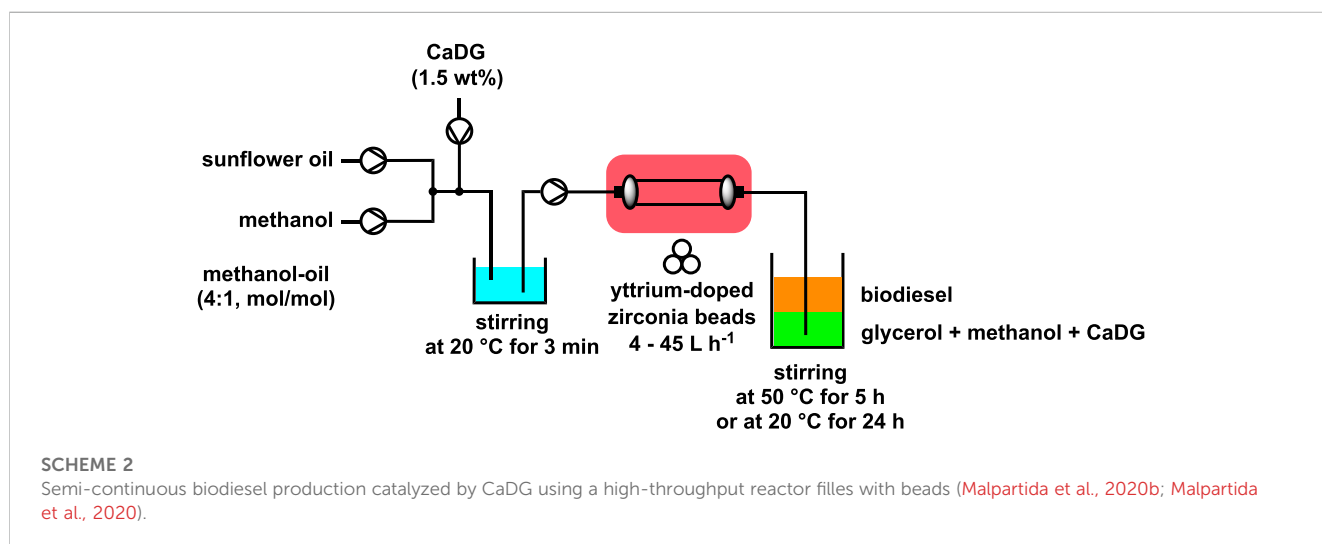 CaDG
(1.5 wt%)
sunflower oil
methanol
methanol-oil
(4:1, mol/mol)
stirring
at 20 °C for 3 min
yttrium-doped
zirconia beads
4 - 45 L h-1
biodiesel
glycerol + methanol + CaDG
stirring
at 50 °C for 5 h
or at 20 °C for 24 h
SCHEME 2
Semi-continuous biodiesel production catalyzed by CaDG using a high-throughput reactor filles with beads (Malpartida et al., 2020b; Malpartida
et al., 2020).